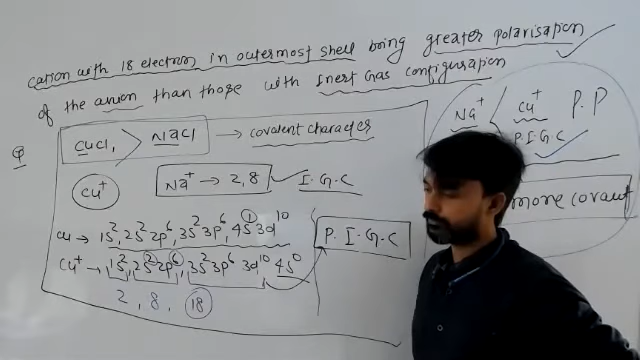 cation with 18 electron in outermost shell being greater polarisation
of the anion than those with Inert Gas configuration
Q CuCl, > NaCl → covalent character
Cu⁺ Na⁺ → 2,8 I.G.C
Cu → 1s², 2s² 2p⁶, 3s² 3p⁶, 4s¹ 3d¹⁰
Cu⁺ → 1s², 2s² 2p⁶, 3s² 3p⁶ 3d¹⁰ 4s⁰
2, 8, 18
P. I. G. C
Na⁺ < Cu⁺ P.P
P.I.G.C
more covant